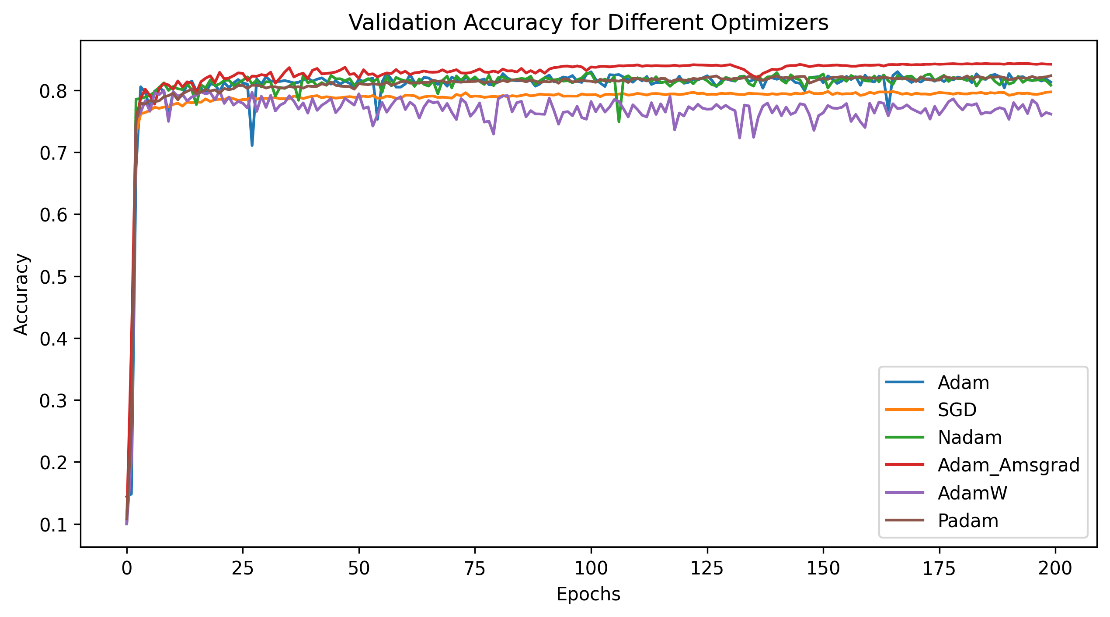 Validation Accuracy for Different Optimizers
Accuracy
0.8
0.7
0.6
0.5
0.4
0.3
0.2
0.1
0 25 50 75 100 125 150 175 200
Epochs
Adam
SGD
Nadam
Adam_Amsgrad
AdamW
Padam